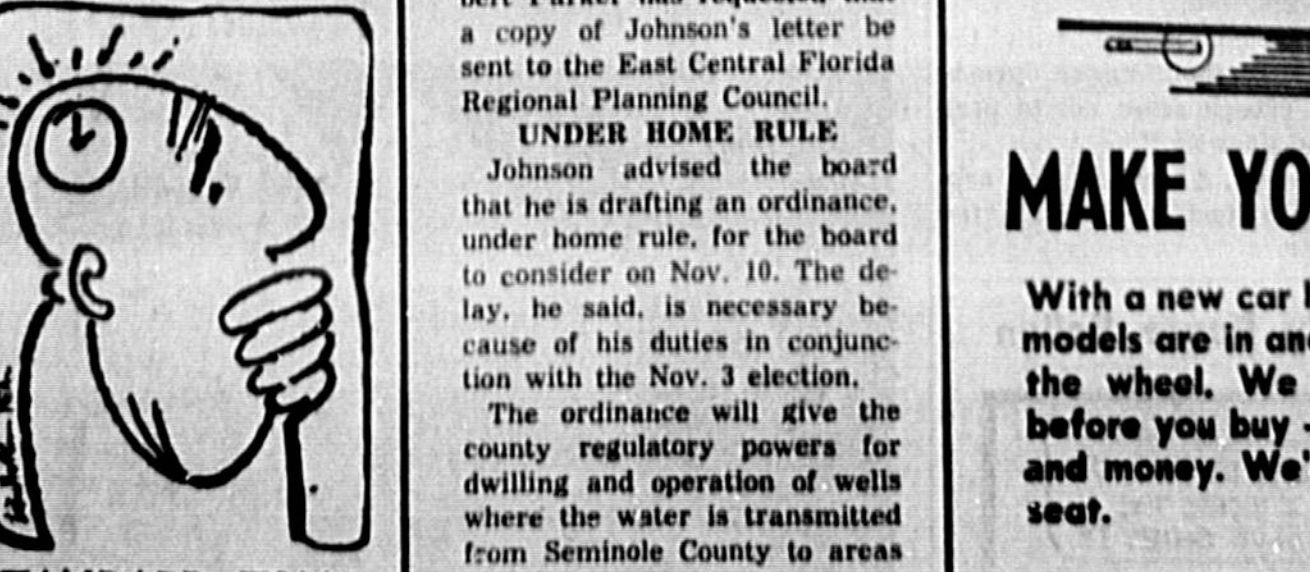 a copy of Johnson's letter be
sent to the East Central Florida
Regional Planning Council.
UNDER HOME RULE
Johnson advised the board
that he is drafting an ordinance,
under home rule, for the board
to consider on Nov. 10. The de-
lay, he said, is necessary be-
cause of his duties in conjunc-
tion with the Nov. 3 election.
The ordinance will give the
county regulatory powers for
dwilling and operation of wells
where the water is transmitted
from Seminole County to areas
MAKE YO
With a new car
models are in an
the wheel. We
before you buy -
and money. We'
seat.